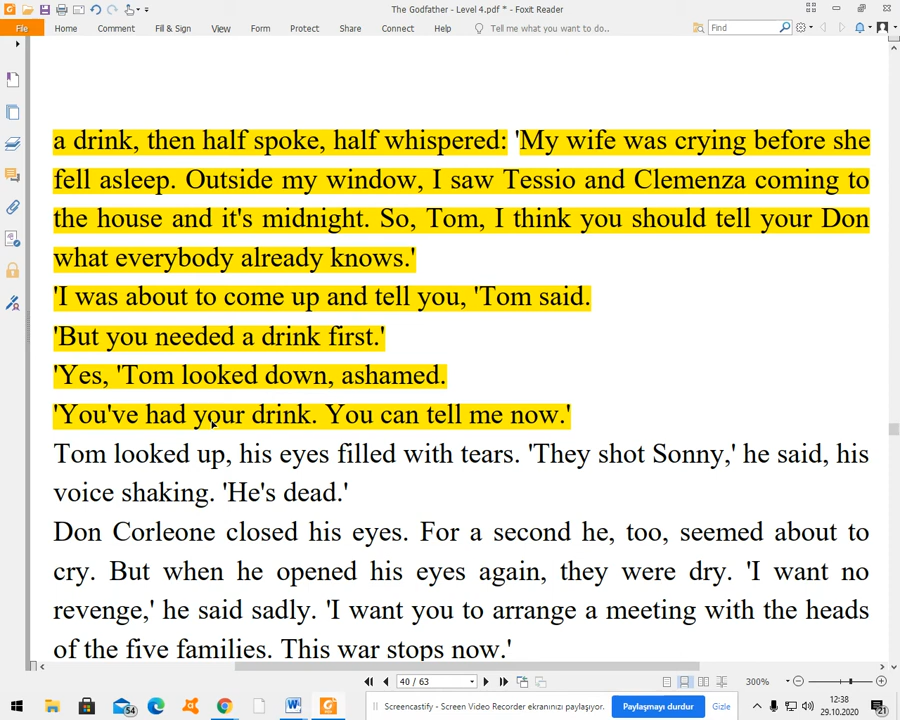 The Godfather - Level 4.pdf * - Foxit Reader
File Home Comment Fill & Sign View Form Protect Share Connect Help Tell me what you want to do.. Find
a drink, then half spoke, half whispered: 'My wife was crying before she
fell asleep. Outside my window, I saw Tessio and Clemenza coming to
the house and it's midnight. So, Tom, I think you should tell your Don
what everybody already knows.'
'I was about to come up and tell you, 'Tom said.
'But you needed a drink first.'
'Yes, 'Tom looked down, ashamed.
'You've had your drink. You can tell me now.'
Tom looked up, his eyes filled with tears. 'They shot Sonny,' he said, his
voice shaking. 'He's dead.'
Don Corleone closed his eyes. For a second he, too, seemed about to
cry. But when he opened his eyes again, they were dry. 'I want no
revenge,' he said sadly. 'I want you to arrange a meeting with the heads
of the five families. This war stops now.'
40 / 63 300%
54 Screencastify - Screen Video Recorder ekranınızı paylaşıyor. Paylaşmayı durdur Gizle 12:38
29.10.2020 21